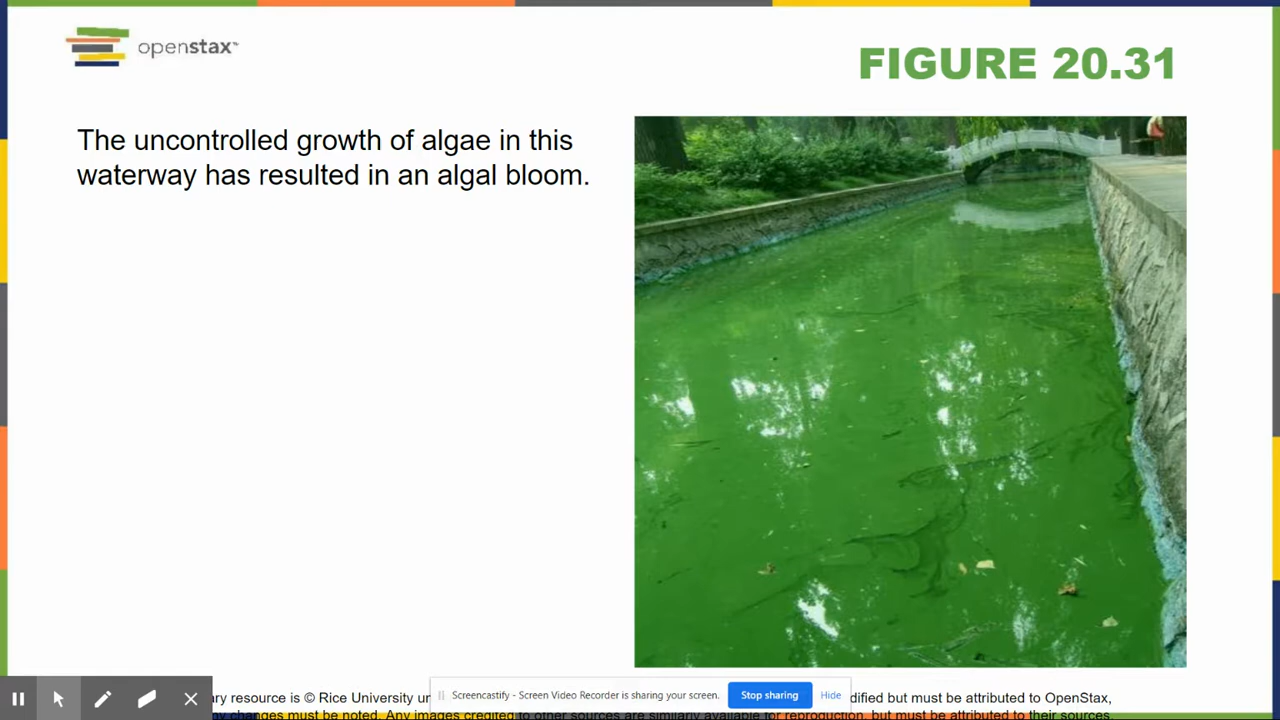 openstax™
FIGURE 20.31
The uncontrolled growth of algae in this
waterway has resulted in an algal bloom.
Screencastify - Screen Video Recorder is sharing your screen.
Stop sharing
Hide
ary resource is © Rice University un dified but must be attributed to OpenStax,
ny changes must be noted. Any images credited to other sources are similarly available for reproduction, but must be attributed to their sources.